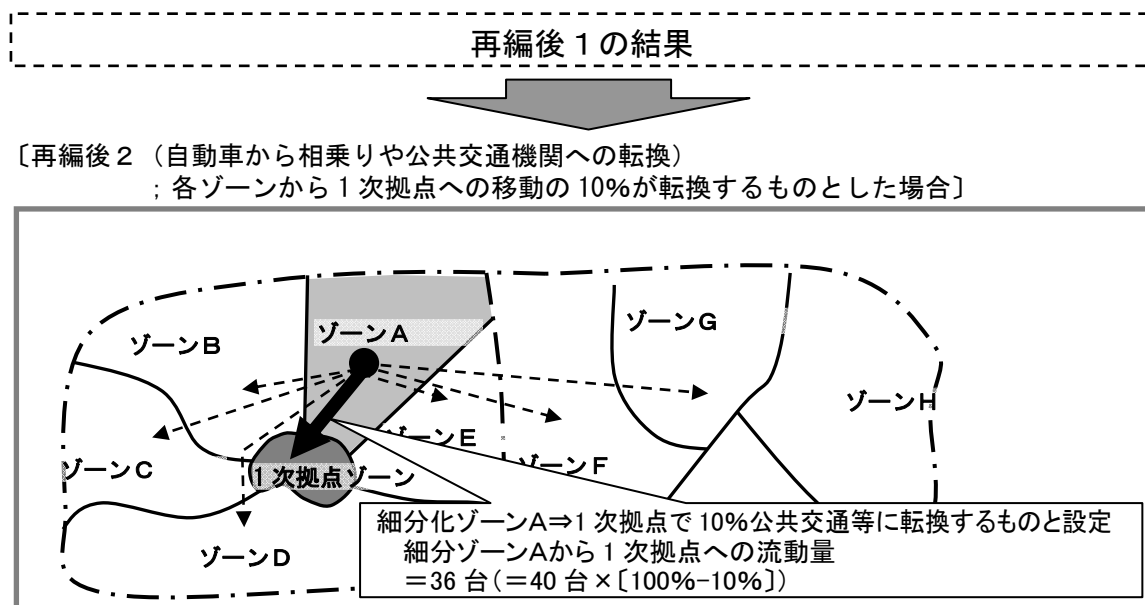 再編後１の結果
〔再編後２（自動車から相乗りや公共交通機関への転換）
；各ゾーンから１次拠点への移動の10%が転換するものとした場合〕
ゾーンＡ
ゾーンＢ
ゾーンＧ
ゾーンＨ
ゾーンＥ
ゾーンＣ
１次拠点ゾーン
ゾーンＦ
ゾーンＤ
細分化ゾーンＡ⇒１次拠点で10%公共交通等に転換するものと設定
細分ゾーンＡから１次拠点への流動量
＝36台（＝40台×〔100%-10%〕）